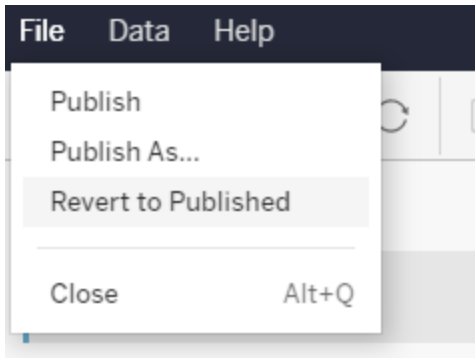 File Data Help
Publish
Publish As...
Revert to Published
Close Alt+Q